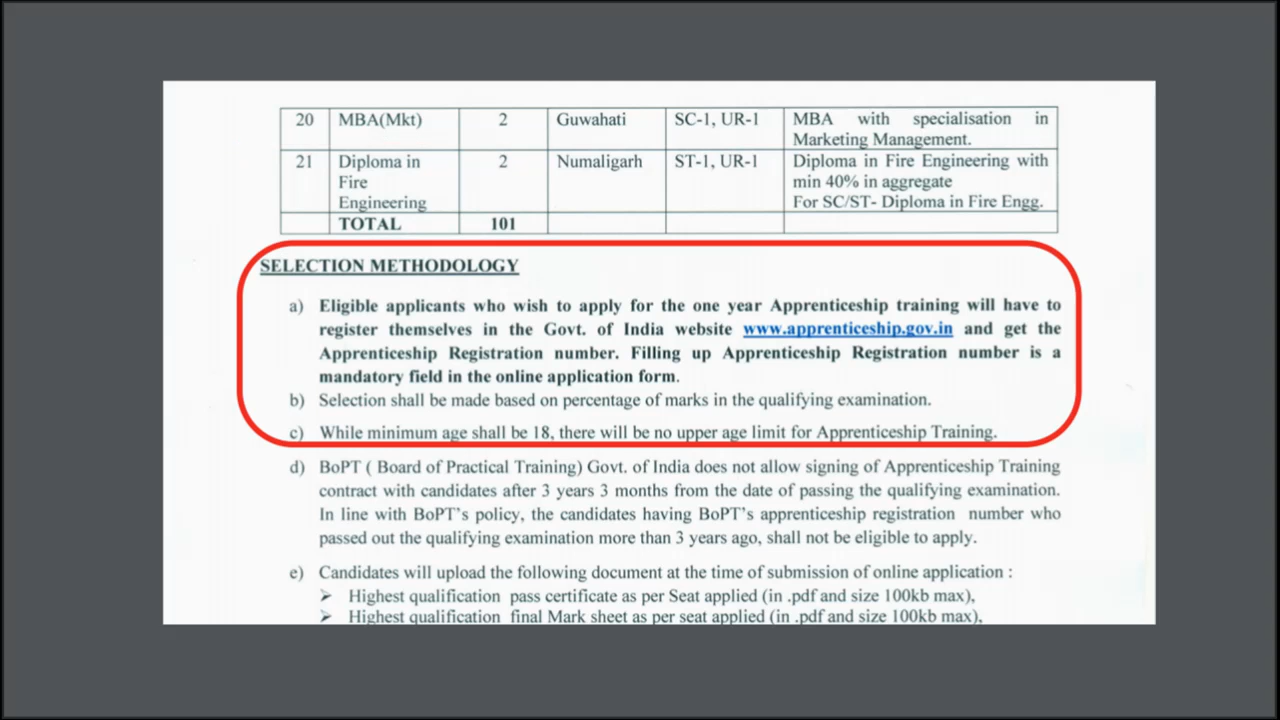 20 MBA(Mkt) 2 Guwahati SC-1, UR-1 MBA with specialisation in
Marketing Management.
21 Diploma in 2 Numaligarh ST-1, UR-1 Diploma in Fire Engineering with
Fire min 40% in aggregate
Engineering For SC/ST- Diploma in Fire Engg.
TOTAL 101
SELECTION METHODOLOGY
a) Eligible applicants who wish to apply for the one year Apprenticeship training will have to
register themselves in the Govt. of India website www.apprenticeship.gov.in and get the
Apprenticeship Registration number. Filling up Apprenticeship Registration number is a
mandatory field in the online application form.
b) Selection shall be made based on percentage of marks in the qualifying examination.
c) While minimum age shall be 18, there will be no upper age limit for Apprenticeship Training.
d) BoPT ( Board of Practical Training) Govt. of India does not allow signing of Apprenticeship Training
contract with candidates after 3 years 3 months from the date of passing the qualifying examination.
In line with BoPT's policy, the candidates having BoPT's apprenticeship registration number who
passed out the qualifying examination more than 3 years ago, shall not be eligible to apply.
e) Candidates will upload the following document at the time of submission of online application :
➢ Highest qualification pass certificate as per Seat applied (in .pdf and size 100kb max),
➢ Highest qualification final Mark sheet as per seat applied (in .pdf and size 100kb max),